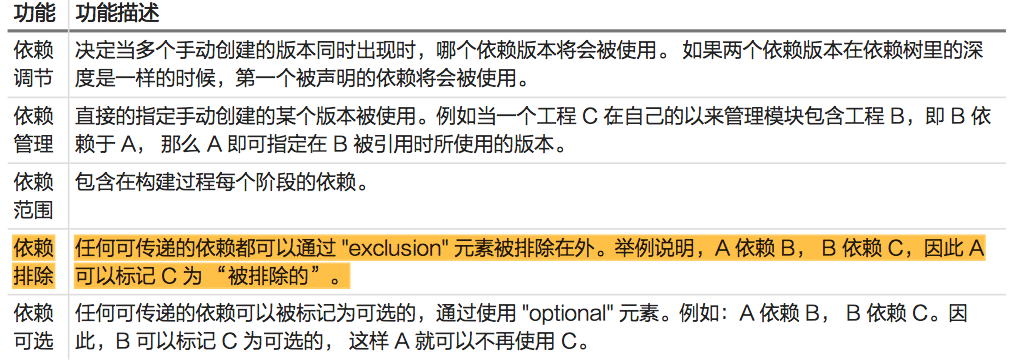 功能 功能描述
依赖 决定当多个手动创建的版本同时出现时，哪个依赖版本将会被使用。 如果两个依赖版本在依赖树里的深
调节 度是一样的时候，第一个被声明的依赖将会被使用。
依赖 直接的指定手动创建的某个版本被使用。例如当一个工程 C 在自己的以来管理模块包含工程 B，即 B 依
管理 赖于 A， 那么 A 即可指定在 B 被引用时所使用的版本。
依赖 包含在构建过程每个阶段的依赖。
范围
依赖 任何可传递的依赖都可以通过 "exclusion" 元素被排除在外。举例说明，A 依赖 B， B 依赖 C，因此 A
排除 可以标记 C 为 “被排除的”。
依赖 任何可传递的依赖可以被标记为可选的，通过使用 "optional" 元素。例如：A 依赖 B， B 依赖 C。因
可选 此，B 可以标记 C 为可选的， 这样 A 就可以不再使用 C。